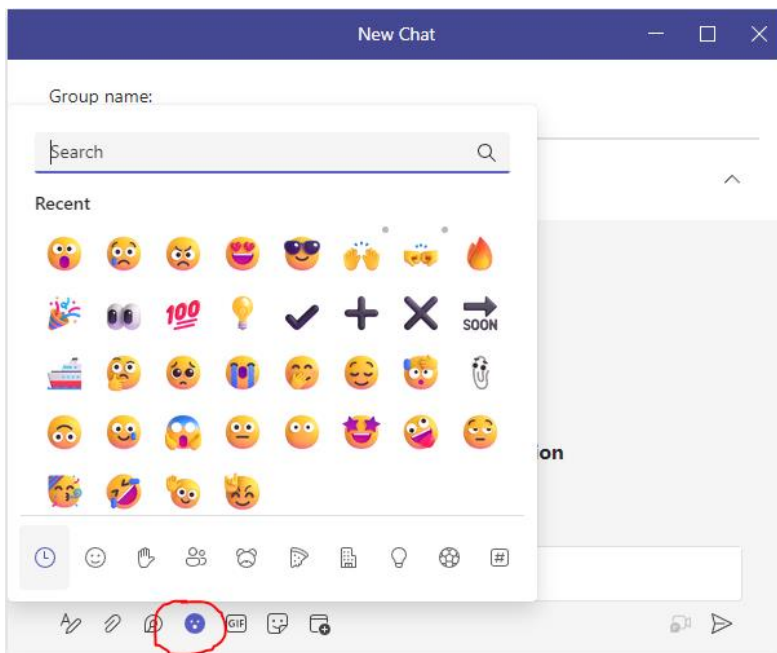 New Chat
Group name:
Search
Recent
100
SOON
ion
GIF